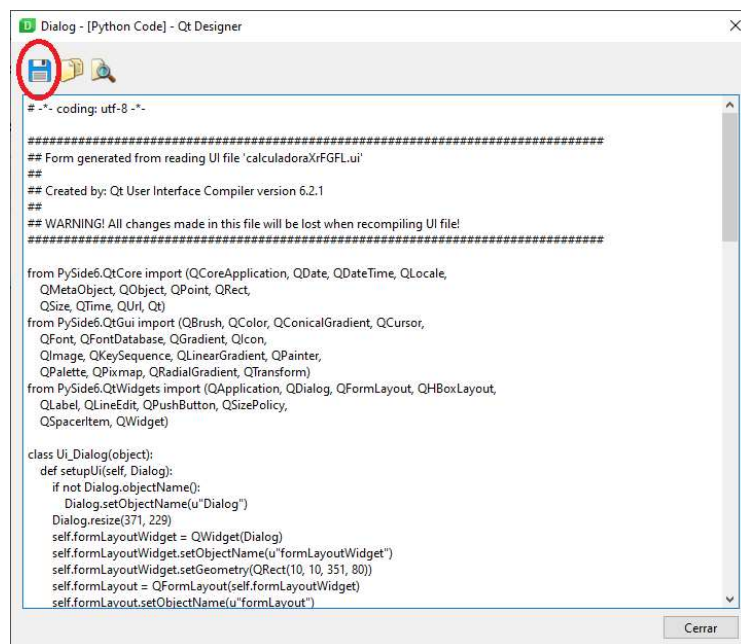 Dialog - [Python Code] - Qt Designer
# -*- coding: utf-8 -*-
################################################################################
## Form generated from reading UI file 'calculadoraXrFGFL.ui'
##
## Created by: Qt User Interface Compiler version 6.2.1
##
## WARNING! All changes made in this file will be lost when recompiling UI file!
################################################################################
from PySide6.QtCore import (QCoreApplication, QDate, QDateTime, QLocale,
QMetaObject, QObject, QPoint, QRect,
QSize, QTime, QUrl, Qt)
from PySide6.QtGui import (QBrush, QColor, QConicalGradient, QCursor,
QFont, QFontDatabase, QGradient, QIcon,
QImage, QKeySequence, QLinearGradient, QPainter,
QPalette, QPixmap, QRadialGradient, QTransform)
from PySide6.QtWidgets import (QApplication, QDialog, QFormLayout, QHBoxLayout,
QLabel, QLineEdit, QPushButton, QSizePolicy,
QSpacerItem, QWidget)
class Ui_Dialog(object):
def setupUi(self, Dialog):
if not Dialog.objectName():
Dialog.setObjectName(u"Dialog")
Dialog.resize(371, 229)
self.formLayoutWidget = QWidget(Dialog)
self.formLayoutWidget.setObjectName(u"formLayoutWidget")
self.formLayoutWidget.setGeometry(QRect(10, 10, 351, 80))
self.formLayout = QFormLayout(self.formLayoutWidget)
self.formLayout.setObjectName(u"formLayout")
Cerrar